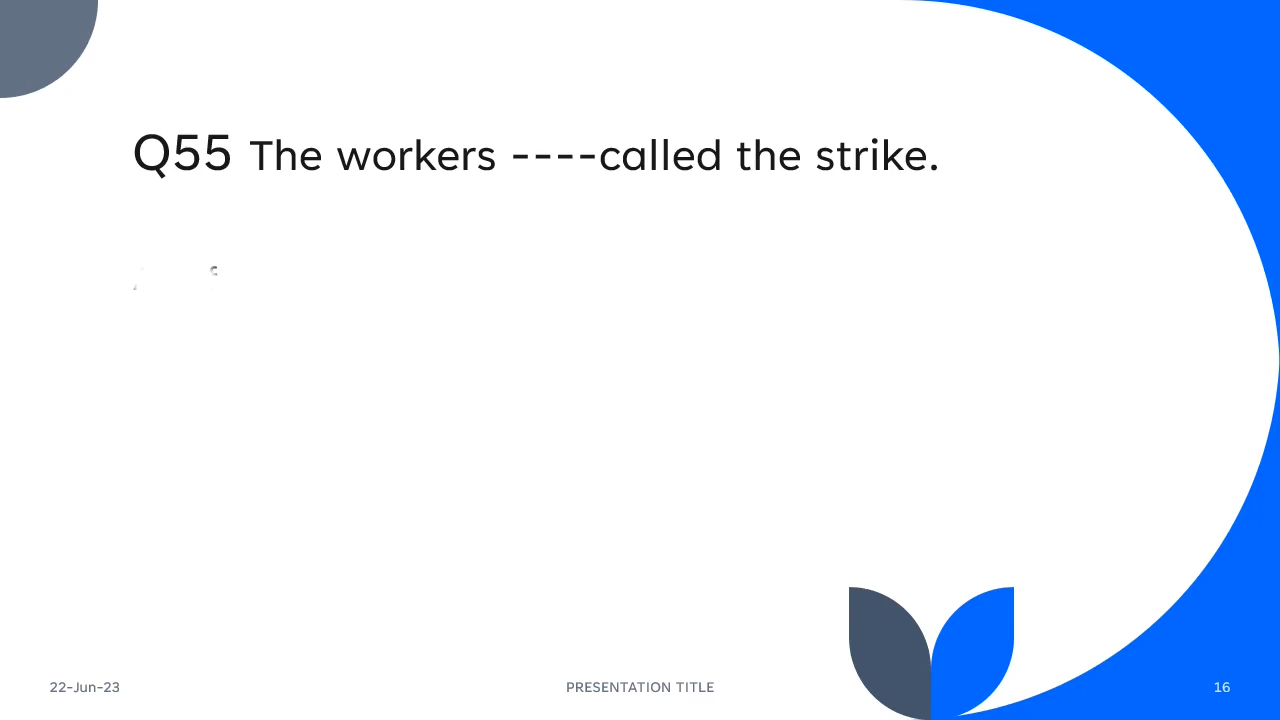 Q55 The workers ----called the strike.
22-Jun-23
PRESENTATION TITLE
16